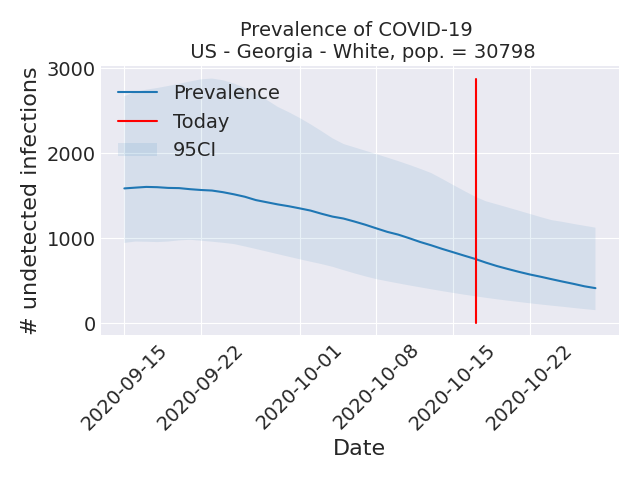 Prevalence of COVID-19
US - Georgia - White, pop. = 30798
# undetected infections
3000
2000
1000
0
Prevalence
Today
95CI
2020-09-15
2020-09-22
2020-10-01
2020-10-08
2020-10-15
2020-10-22
Date